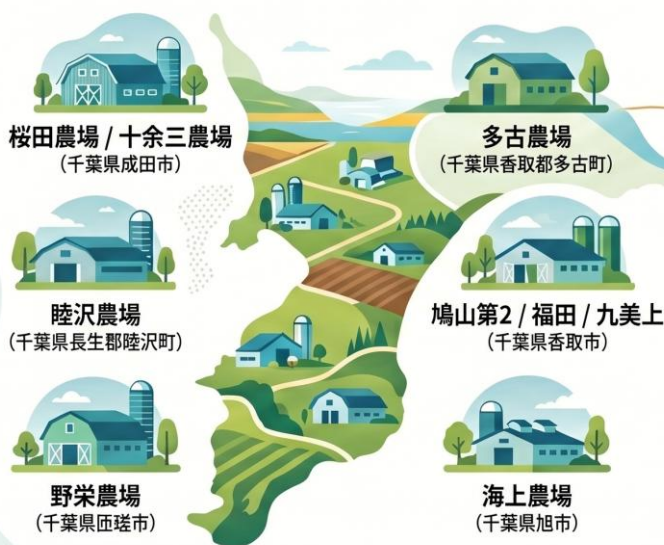 桜田農場 / 十余三農場
（千葉県成田市）
多古農場
（千葉県香取郡多古町）
睦沢農場
（千葉県長生郡睦沢町）
鳩山第2 / 福田 / 九美上
（千葉県香取市）
野栄農場
（千葉県匝瑳市）
海上農場
（千葉県旭市）